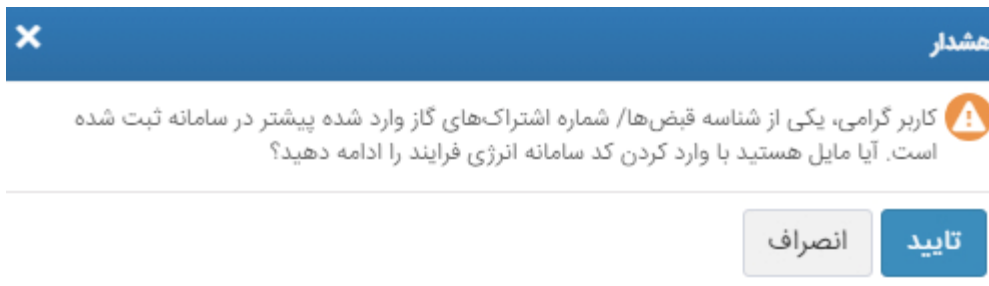 هشدار
کاربر گرامی، یکی از شناسه قبض‌ها/ شماره اشتراک‌های گاز وارد شده پیشتر در سامانه ثبت شده
است. آیا مایل هستید با وارد کردن کد سامانه انرژی فرایند را ادامه دهید؟
تایید
انصراف